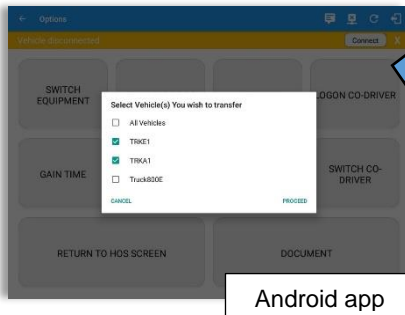 Options
Vehicle disconnected
Connect
X
SWITCH
EQUIPMENT
LOGON CO-DRIVER
Select Vehicle(s) You wish to transfer
All Vehicles
TRKE1
TRKA1
Truck800E
CANCEL
PROCEED
GAIN TIME
SWITCH CO-
DRIVER
RETURN TO HOS SCREEN
DOCUMENT
Android app